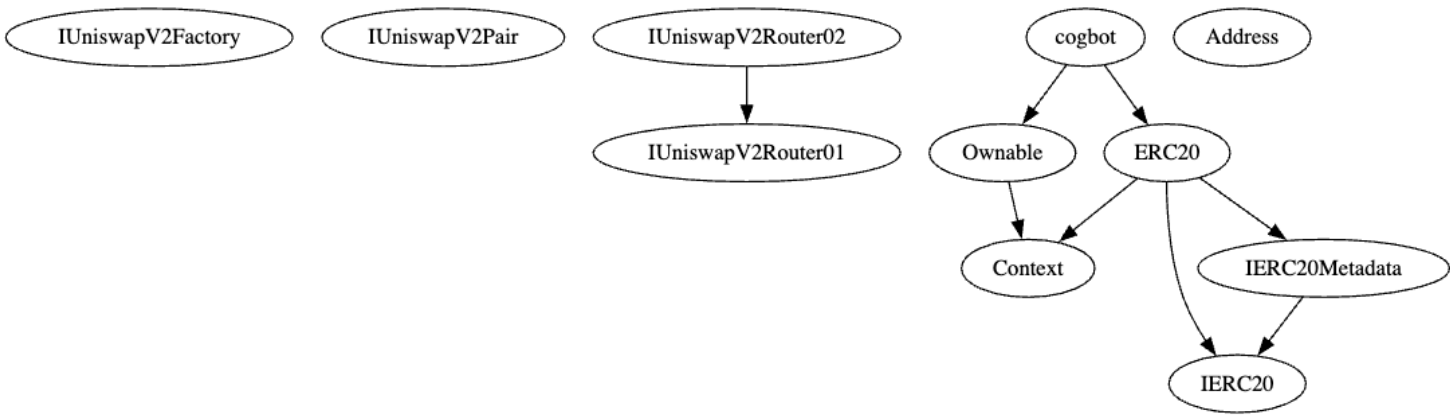 IUniswapV2Factory
IUniswapV2Pair
IUniswapV2Router02
cogbot
Address
IUniswapV2Router01
Ownable
ERC20
Context
IERC20Metadata
IERC20